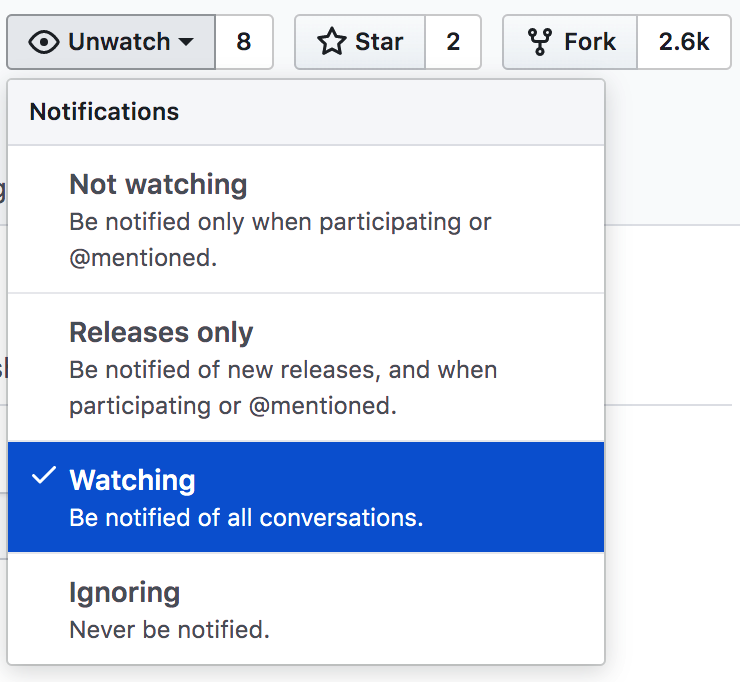 Unwatch 8 Star 2 Fork 2.6k
Notifications
Not watching
Be notified only when participating or
@mentioned.
Releases only
Be notified of new releases, and when
participating or @mentioned.
Watching
Be notified of all conversations.
Ignoring
Never be notified.